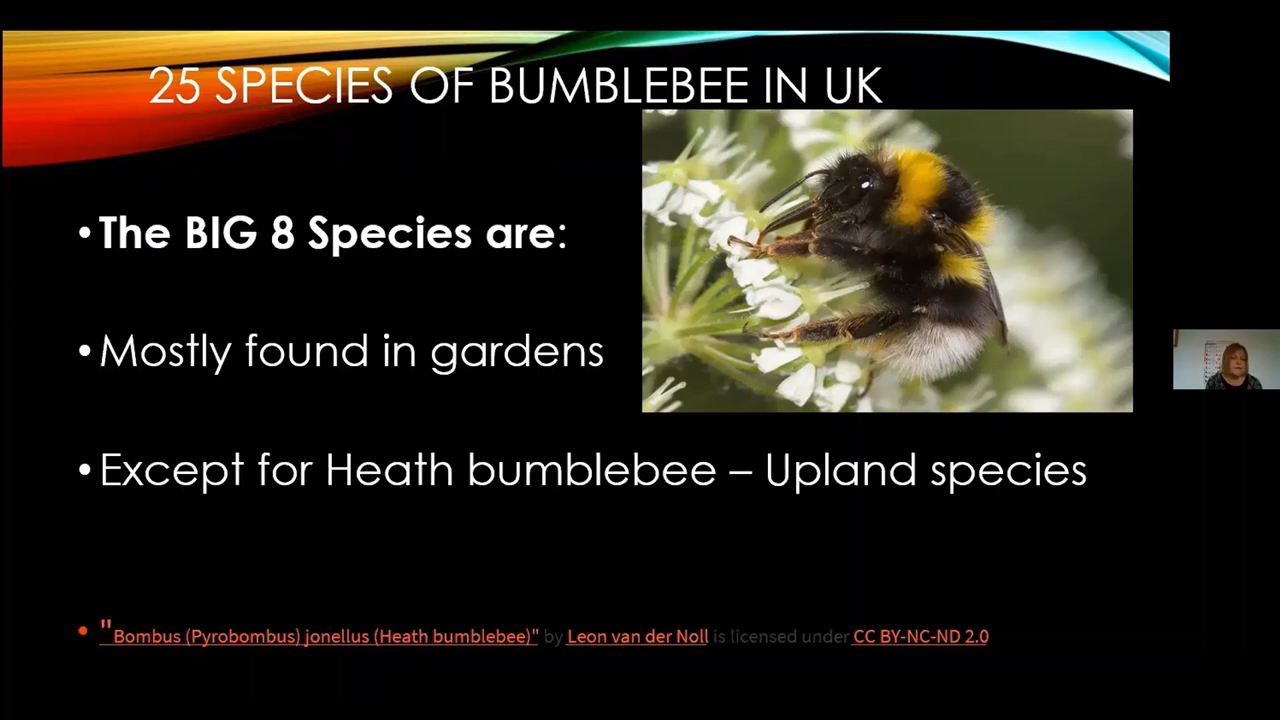 25 SPECIES OF BUMBLEBEE IN UK
•The BIG 8 Species are:
•Mostly found in gardens
•Except for Heath bumblebee – Upland species
• "Bombus (Pyrobombus) jonellus (Heath bumblebee)" by Leon van der Noll is licensed under CC BY-NC-ND 2.0